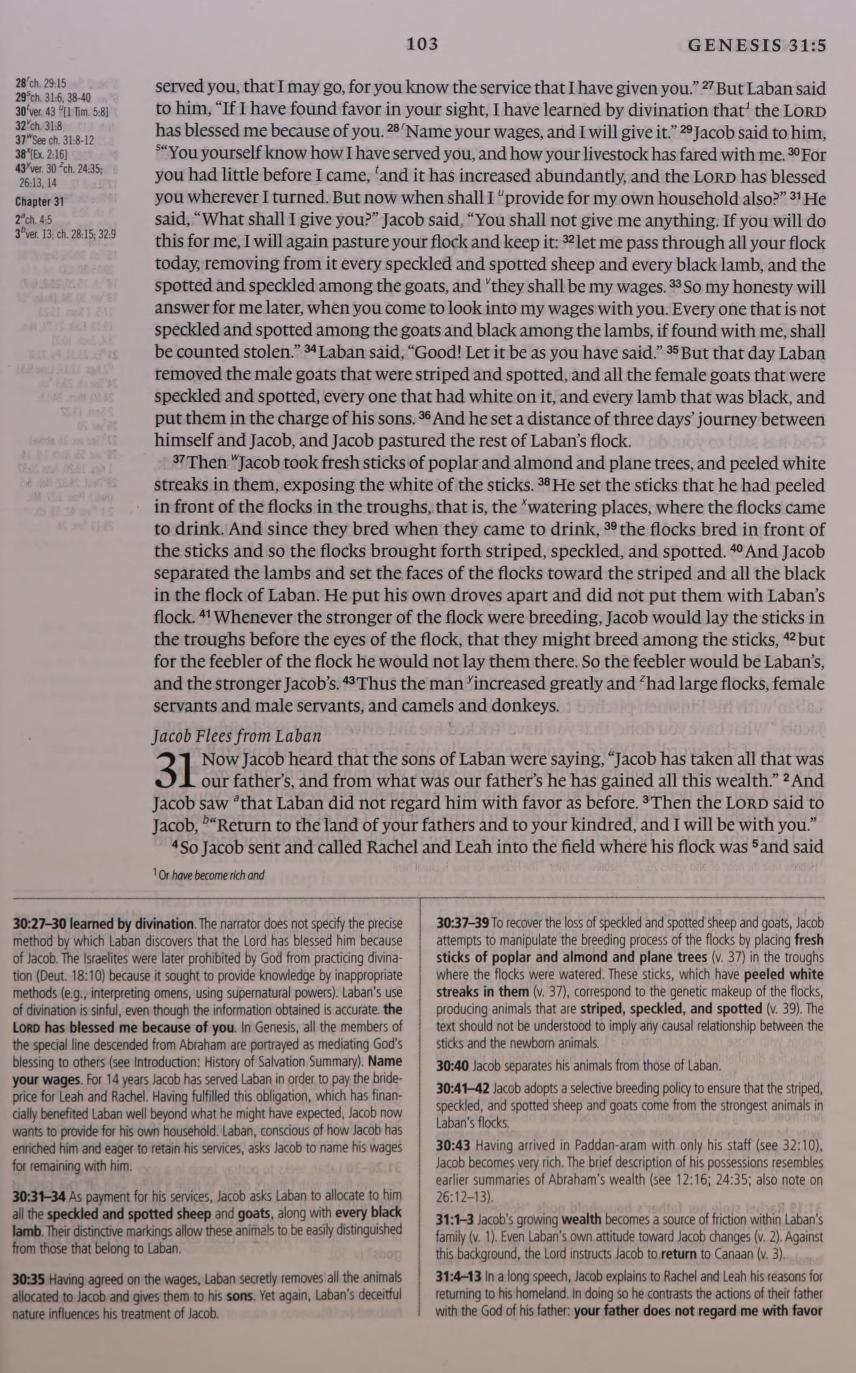 103
GENESIS 31:5
28ʳch. 29:15
29ˢch. 31:6, 38-40
30ᵗver. 43 ᵘ[1 Tim. 5:8]
32ᵛch. 31:8
37ʷSee ch. 31:8-12
38ˣ[Ex. 2:16]
43ʸver. 30 ᶻch. 24:35;
26:13, 14
Chapter 31
2ᵃch. 4:5
3ᵇver. 13; ch. 28:15; 32:9
served you, that I may go, for you know the service that I have given you.” ²⁷But Laban said
to him, “If I have found favor in your sight, I have learned by divination that¹ the LORD
has blessed me because of you. ²⁸ ʳName your wages, and I will give it.” ²⁹Jacob said to him,
ˢ“You yourself know how I have served you, and how your livestock has fared with me. ³⁰For
you had little before I came, ᵗand it has increased abundantly, and the LORD has blessed
you wherever I turned. But now when shall I ᵘprovide for my own household also?” ³¹He
said, “What shall I give you?” Jacob said, “You shall not give me anything. If you will do
this for me, I will again pasture your flock and keep it: ³²let me pass through all your flock
today, removing from it every speckled and spotted sheep and every black lamb, and the
spotted and speckled among the goats, and ᵛthey shall be my wages. ³³So my honesty will
answer for me later, when you come to look into my wages with you. Every one that is not
speckled and spotted among the goats and black among the lambs, if found with me, shall
be counted stolen.” ³⁴Laban said, “Good! Let it be as you have said.” ³⁵But that day Laban
removed the male goats that were striped and spotted, and all the female goats that were
speckled and spotted, every one that had white on it, and every lamb that was black, and
put them in the charge of his sons. ³⁶And he set a distance of three days’ journey between
himself and Jacob, and Jacob pastured the rest of Laban’s flock.
³⁷Then ʷJacob took fresh sticks of poplar and almond and plane trees, and peeled white
streaks in them, exposing the white of the sticks. ³⁸He set the sticks that he had peeled
in front of the flocks in the troughs, that is, the ˣwatering places, where the flocks came
to drink. And since they bred when they came to drink, ³⁹the flocks bred in front of
the sticks and so the flocks brought forth striped, speckled, and spotted. ⁴⁰And Jacob
separated the lambs and set the faces of the flocks toward the striped and all the black
in the flock of Laban. He put his own droves apart and did not put them with Laban’s
flock. ⁴¹Whenever the stronger of the flock were breeding, Jacob would lay the sticks in
the troughs before the eyes of the flock, that they might breed among the sticks, ⁴²but
for the feebler of the flock he would not lay them there. So the feebler would be Laban’s,
and the stronger Jacob’s. ⁴³Thus the man ʸincreased greatly and ᶻhad large flocks, female
servants and male servants, and camels and donkeys.
Jacob Flees from Laban
31 Now Jacob heard that the sons of Laban were saying, “Jacob has taken all that was
our father’s, and from what was our father’s he has gained all this wealth.” ²And
Jacob saw ᵃthat Laban did not regard him with favor as before. ³Then the LORD said to
Jacob, ᵇ“Return to the land of your fathers and to your kindred, and I will be with you.”
⁴So Jacob sent and called Rachel and Leah into the field where his flock was ⁵and said
¹ Or have become rich and
30:27–30 learned by divination. The narrator does not specify the precise
method by which Laban discovers that the Lord has blessed him because
of Jacob. The Israelites were later prohibited by God from practicing divina-
tion (Deut. 18:10) because it sought to provide knowledge by inappropriate
methods (e.g., interpreting omens, using supernatural powers). Laban's use
of divination is sinful, even though the information obtained is accurate. the
LORD has blessed me because of you. In Genesis, all the members of
the special line descended from Abraham are portrayed as mediating God's
blessing to others (see Introduction: History of Salvation Summary). Name
your wages. For 14 years Jacob has served Laban in order to pay the bride-
price for Leah and Rachel. Having fulfilled this obligation, which has finan-
cially benefited Laban well beyond what he might have expected, Jacob now
wants to provide for his own household. Laban, conscious of how Jacob has
enriched him and eager to retain his services, asks Jacob to name his wages
for remaining with him.
30:31–34 As payment for his services, Jacob asks Laban to allocate to him
all the speckled and spotted sheep and goats, along with every black
lamb. Their distinctive markings allow these animals to be easily distinguished
from those that belong to Laban.
30:35 Having agreed on the wages, Laban secretly removes all the animals
allocated to Jacob and gives them to his sons. Yet again, Laban's deceitful
nature influences his treatment of Jacob.
30:37–39 To recover the loss of speckled and spotted sheep and goats, Jacob
attempts to manipulate the breeding process of the flocks by placing fresh
sticks of poplar and almond and plane trees (v. 37) in the troughs
where the flocks were watered. These sticks, which have peeled white
streaks in them (v. 37), correspond to the genetic makeup of the flocks,
producing animals that are striped, speckled, and spotted (v. 39). The
text should not be understood to imply any causal relationship between the
sticks and the newborn animals.
30:40 Jacob separates his animals from those of Laban.
30:41–42 Jacob adopts a selective breeding policy to ensure that the striped,
speckled, and spotted sheep and goats come from the strongest animals in
Laban's flocks.
30:43 Having arrived in Paddan-aram with only his staff (see 32:10),
Jacob becomes very rich. The brief description of his possessions resembles
earlier summaries of Abraham's wealth (see 12:16; 24:35; also note on
26:12–13).
31:1–3 Jacob's growing wealth becomes a source of friction within Laban's
family (v. 1). Even Laban's own attitude toward Jacob changes (v. 2). Against
this background, the Lord instructs Jacob to return to Canaan (v. 3).
31:4–13 In a long speech, Jacob explains to Rachel and Leah his reasons for
returning to his homeland. In doing so he contrasts the actions of their father
with the God of his father: your father does not regard me with favor